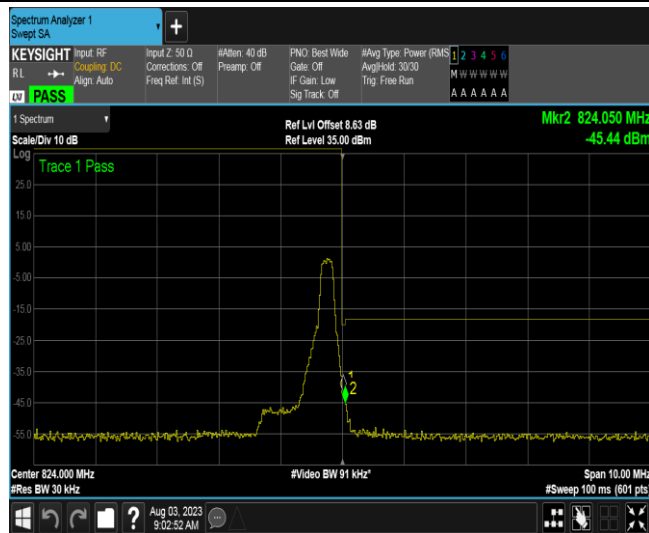 Spectrum Analyzer 1
Swept SA
+
KEYSIGHT
RL
LXI PASS
Input: RF
Coupling: DC
Align: Auto
Input Z: 50 Ω
Corrections: Off
Freq Ref: Int (S)
#Atten: 40 dB
Preamp: Off
PNO: Best Wide
Gate: Off
IF Gain: Low
Sig Track: Off
#Avg Type: Power (RMS
Avg|Hold: 30/30
Trig: Free Run
1 2 3 4 5 6
M W W W W W
A A A A A A
1 Spectrum
Scale/Div 10 dB
Ref Lvl Offset 8.63 dB
Ref Level 35.00 dBm
Mkr2 824.050 MHz
-45.44 dBm
Log
Trace 1 Pass
25.0
15.0
5.00
-5.00
-15.0
-25.0
-35.0
-45.0
-55.0
1
2
Center 824.000 MHz
#Res BW 30 kHz
#Video BW 91 kHz*
Span 10.00 MHz
#Sweep 100 ms (601 pts)
?
Aug 03, 2023
9:02:52 AM